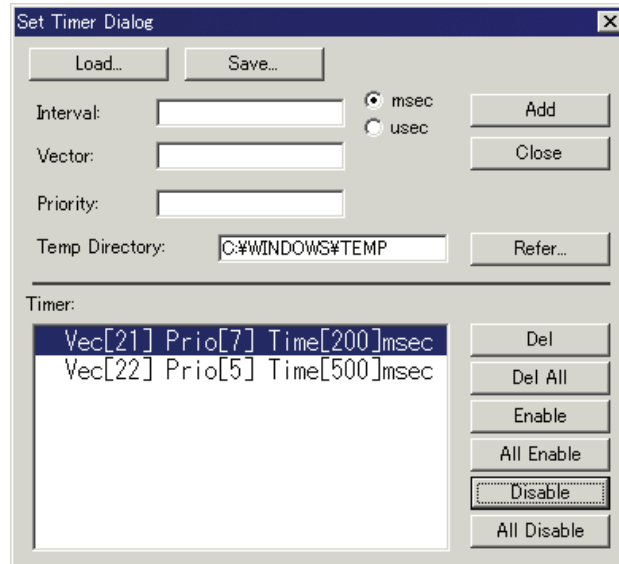 Set Timer Dialog
Load...
Save...
Interval:
msec
usec
Add
Vector:
Close
Priority:
Temp Directory:
C:¥WINDOWS¥TEMP
Refer...
Timer:
Vec[21] Prio[7] Time[200]msec
Vec[22] Prio[5] Time[500]msec
Del
Del All
Enable
All Enable
Disable
All Disable